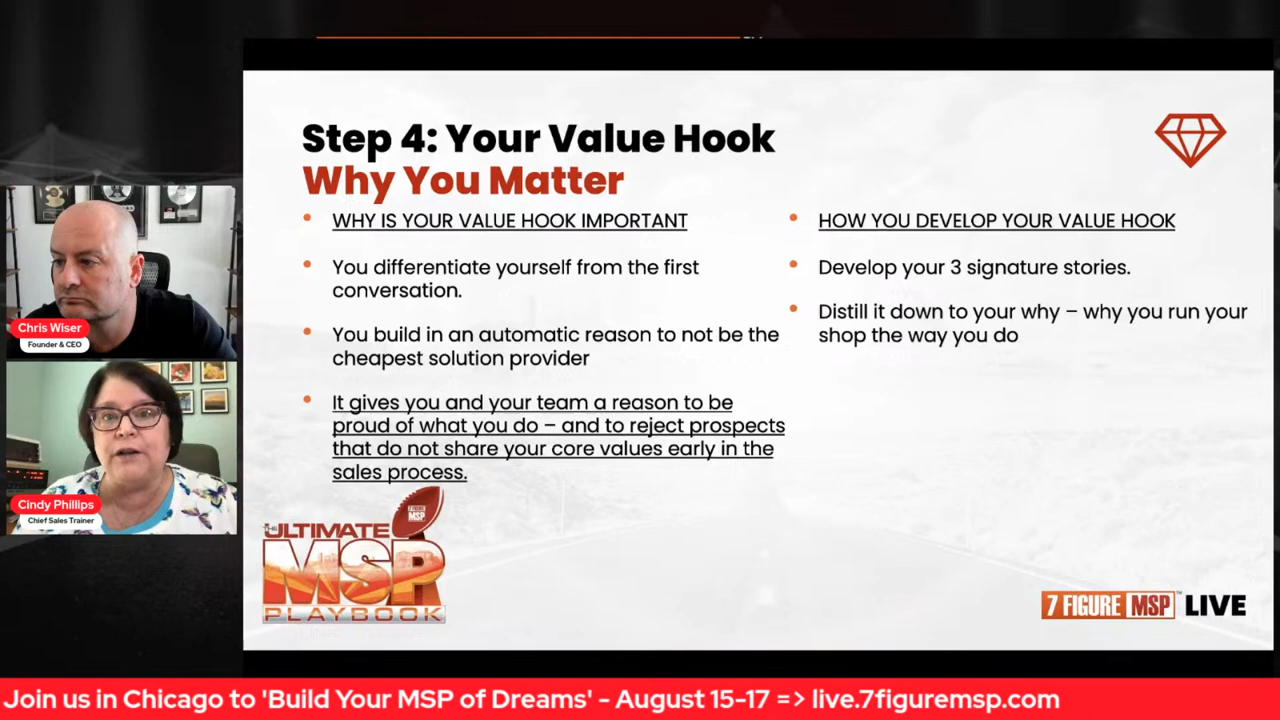 Step 4: Your Value Hook
Why You Matter
• WHY IS YOUR VALUE HOOK IMPORTANT
• You differentiate yourself from the first
conversation.
• You build in an automatic reason to not be the
cheapest solution provider
• It gives you and your team a reason to be
proud of what you do – and to reject prospects
that do not share your core values early in the
sales process.
• HOW YOU DEVELOP YOUR VALUE HOOK
• Develop your 3 signature stories.
• Distill it down to your why – why you run your
shop the way you do
Chris Wiser
Founder & CEO
Cindy Phillips
Chief Sales Trainer
THE
ULTIMATE
MSP
PLAYBOOK
7 FIGURE
MSP
7 FIGURE MSP™ LIVE
Join us in Chicago to 'Build Your MSP of Dreams' - August 15-17 => live.7figuremsp.com